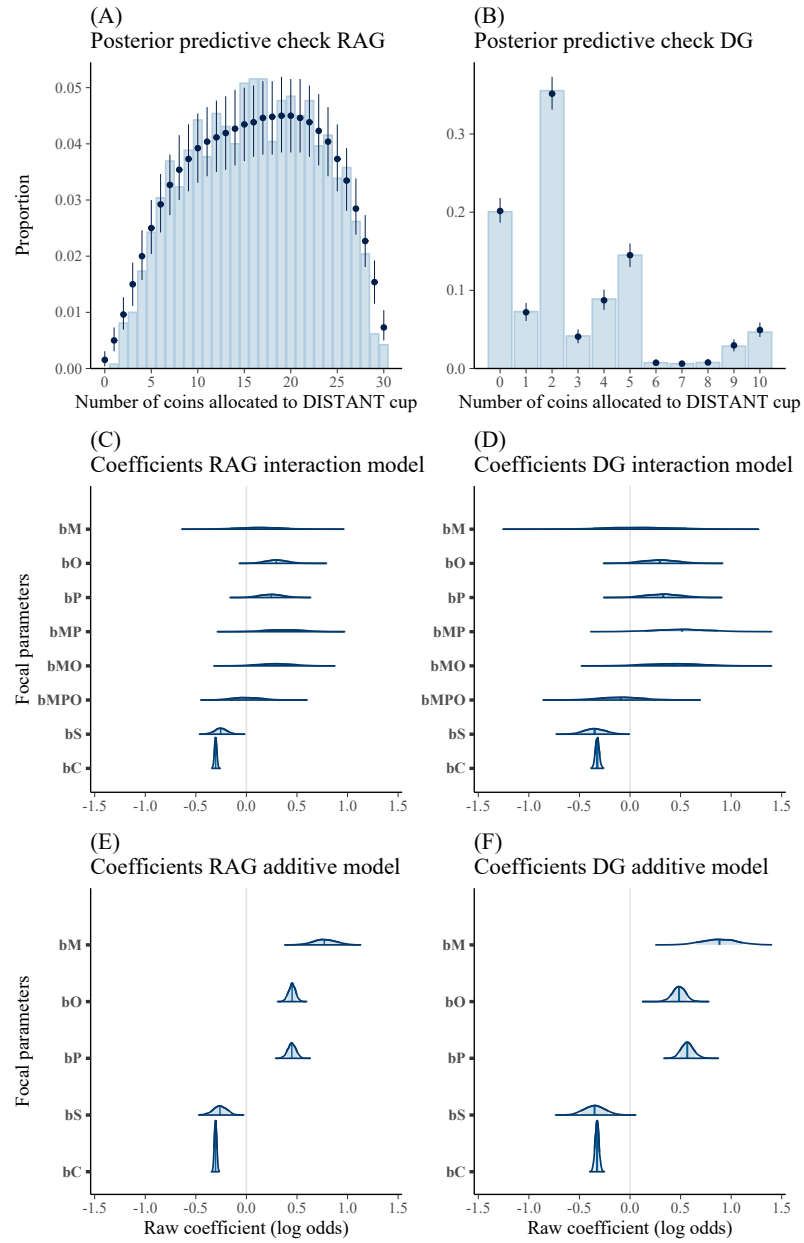 (A)
Posterior predictive check RAG
0.05
0.04
0.03
0.02
0.01
0.00
Proportion
0 5 10 15 20 25 30
Number of coins allocated to DISTANT cup
(B)
Posterior predictive check DG
0.3
0.2
0.1
0.0
0 1 2 3 4 5 6 7 8 9 10
Number of coins allocated to DISTANT cup
(C)
Coefficients RAG interaction model
Focal parameters
bM
bO
bP
bMP
bMO
bMPO
bS
bC
-1.5 -1.0 -0.5 0.0 0.5 1.0 1.5
(D)
Coefficients DG interaction model
bM
bO
bP
bMP
bMO
bMPO
bS
bC
-1.5 -1.0 -0.5 0.0 0.5 1.0 1.5
(E)
Coefficients RAG additive model
Focal parameters
bM
bO
bP
bS
bC
-1.5 -1.0 -0.5 0.0 0.5 1.0 1.5
Raw coefficient (log odds)
(F)
Coefficients DG additive model
bM
bO
bP
bS
bC
-1.5 -1.0 -0.5 0.0 0.5 1.0 1.5
Raw coefficient (log odds)